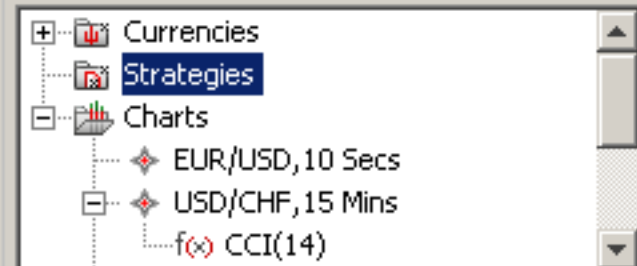 Currencies
Strategies
Charts
EUR/USD,10 Secs
USD/CHF,15 Mins
f(x) CCI(14)